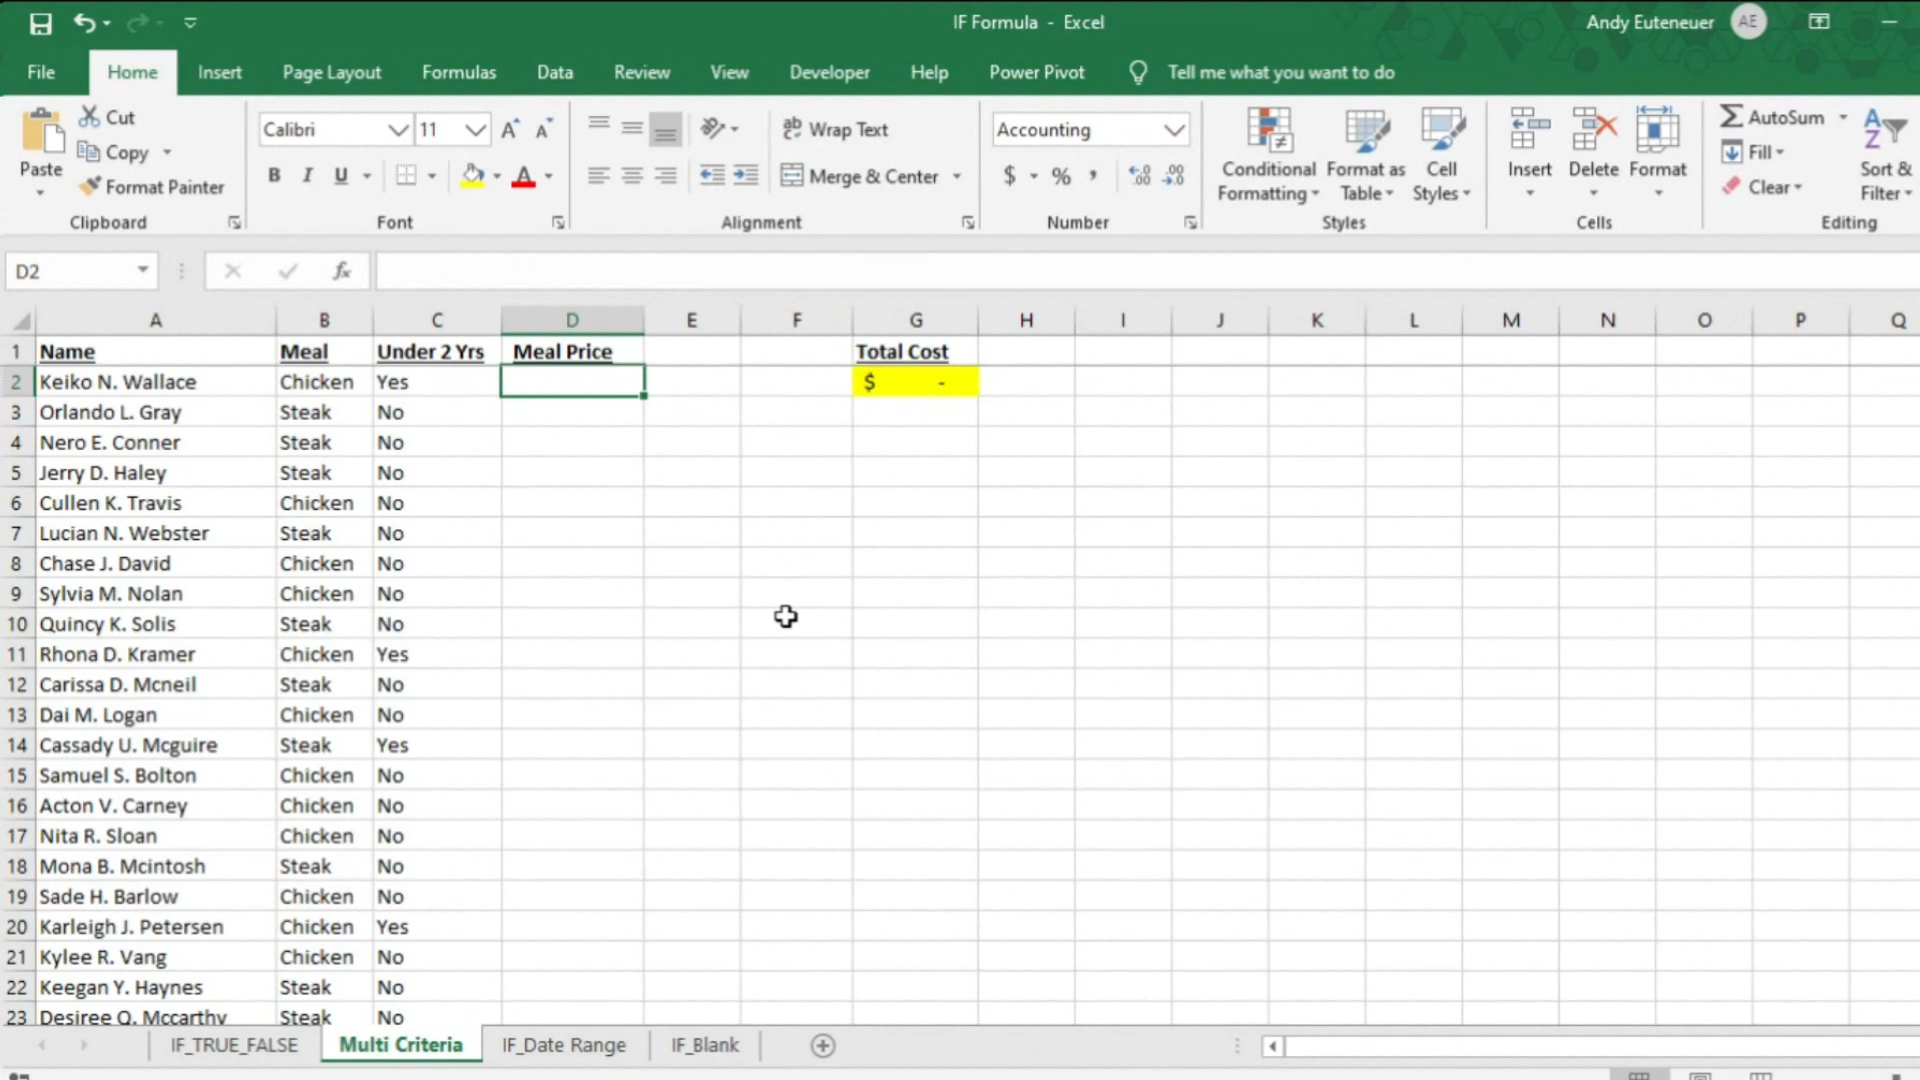 IF Formula - Excel
Andy Euteneuer AE
File Home Insert Page Layout Formulas Data Review View Developer Help Power Pivot Tell me what you want to do
Cut Calibri 11 Wrap Text Accounting AutoSum
Paste Copy Merge & Center $ % Conditional Formatting Format as Table Cell Styles Insert Delete Format Fill Sort & Filter
Format Painter B I U Clear
Clipboard Font Alignment Number Styles Cells Editing
D2 fx
A B C D E F G H I J K L M N O P Q
1 Name Meal Under 2 Yrs Meal Price Total Cost
2 Keiko N. Wallace Chicken Yes $ -
3 Orlando L. Gray Steak No
4 Nero E. Conner Steak No
5 Jerry D. Haley Steak No
6 Cullen K. Travis Chicken No
7 Lucian N. Webster Steak No
8 Chase J. David Chicken No
9 Sylvia M. Nolan Chicken No
10 Quincy K. Solis Steak No
11 Rhona D. Kramer Chicken Yes
12 Carissa D. Mcneil Steak No
13 Dai M. Logan Chicken No
14 Cassady U. Mcguire Steak Yes
15 Samuel S. Bolton Chicken No
16 Acton V. Carney Chicken No
17 Nita R. Sloan Chicken No
18 Mona B. Mcintosh Steak No
19 Sade H. Barlow Chicken No
20 Karleigh J. Petersen Chicken Yes
21 Kylee R. Vang Chicken No
22 Keegan Y. Haynes Steak No
23 Desiree Q. Mccarthy Steak No
IF_TRUE_FALSE Multi Criteria IF_Date Range IF_Blank